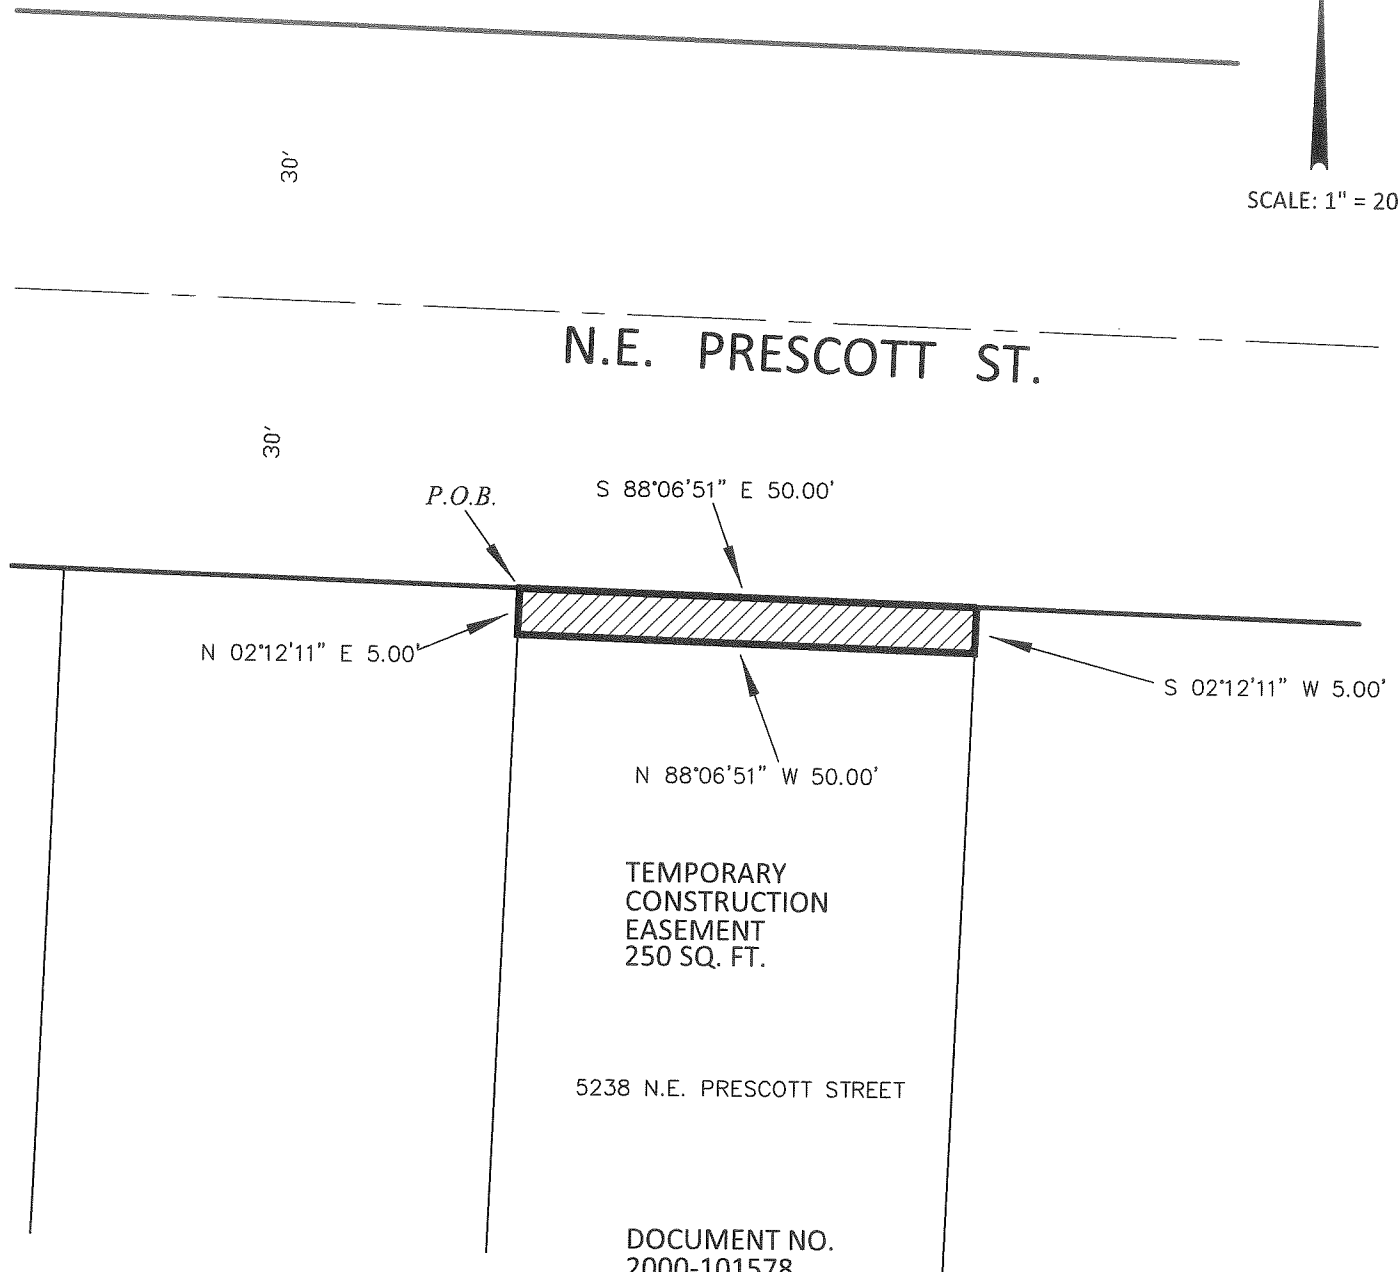 30'
SCALE: 1" = 20
N.E. PRESCOTT ST.
30'
P.O.B.
S 88°06'51" E 50.00'
N 02°12'11" E 5.00'
S 02°12'11" W 5.00'
N 88°06'51" W 50.00'
TEMPORARY
CONSTRUCTION
EASEMENT
250 SQ. FT.
5238 N.E. PRESCOTT STREET
DOCUMENT NO.
2000-101578